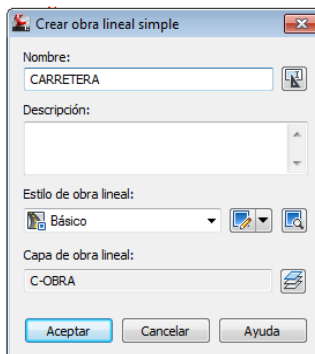 Crear obra lineal simple
Nombre:
CARRETERA
Descripción:
Estilo de obra lineal:
Básico
Capa de obra lineal:
C-OBRA
Aceptar Cancelar Ayuda